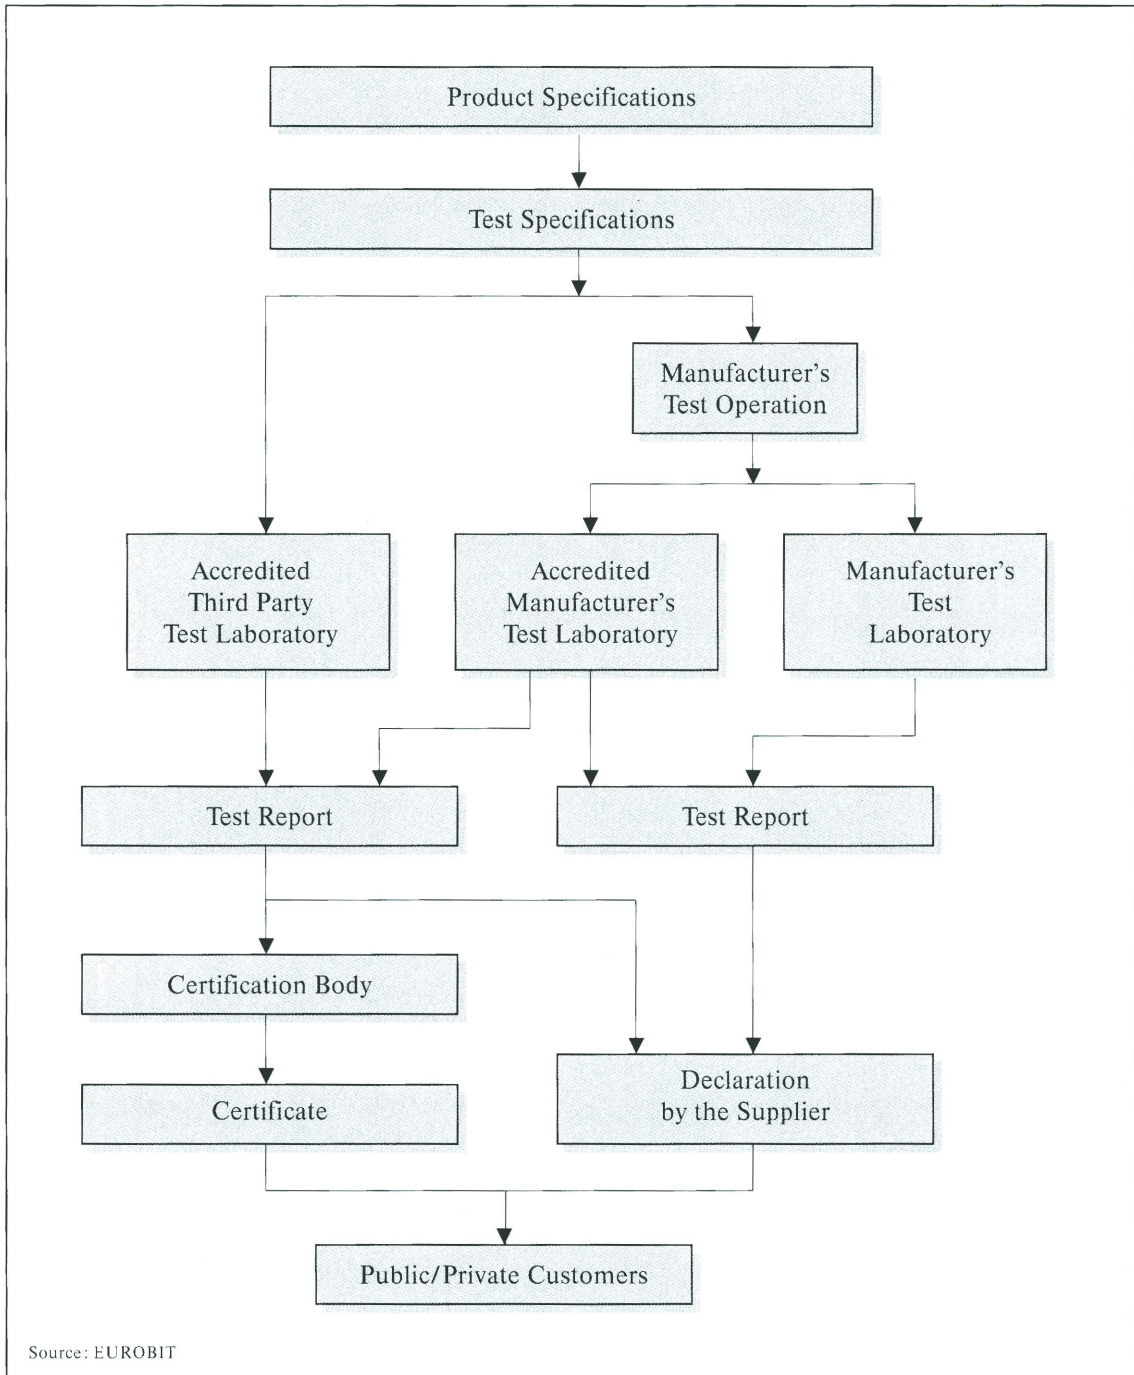 Product Specifications
Test Specifications
Manufacturer's
Test Operation
Accredited
Third Party
Test Laboratory
Accredited
Manufacturer's
Test Laboratory
Manufacturer's
Test
Laboratory
Test Report
Test Report
Certification Body
Certificate
Declaration
by the Supplier
Public/Private Customers
Source: EUROBIT